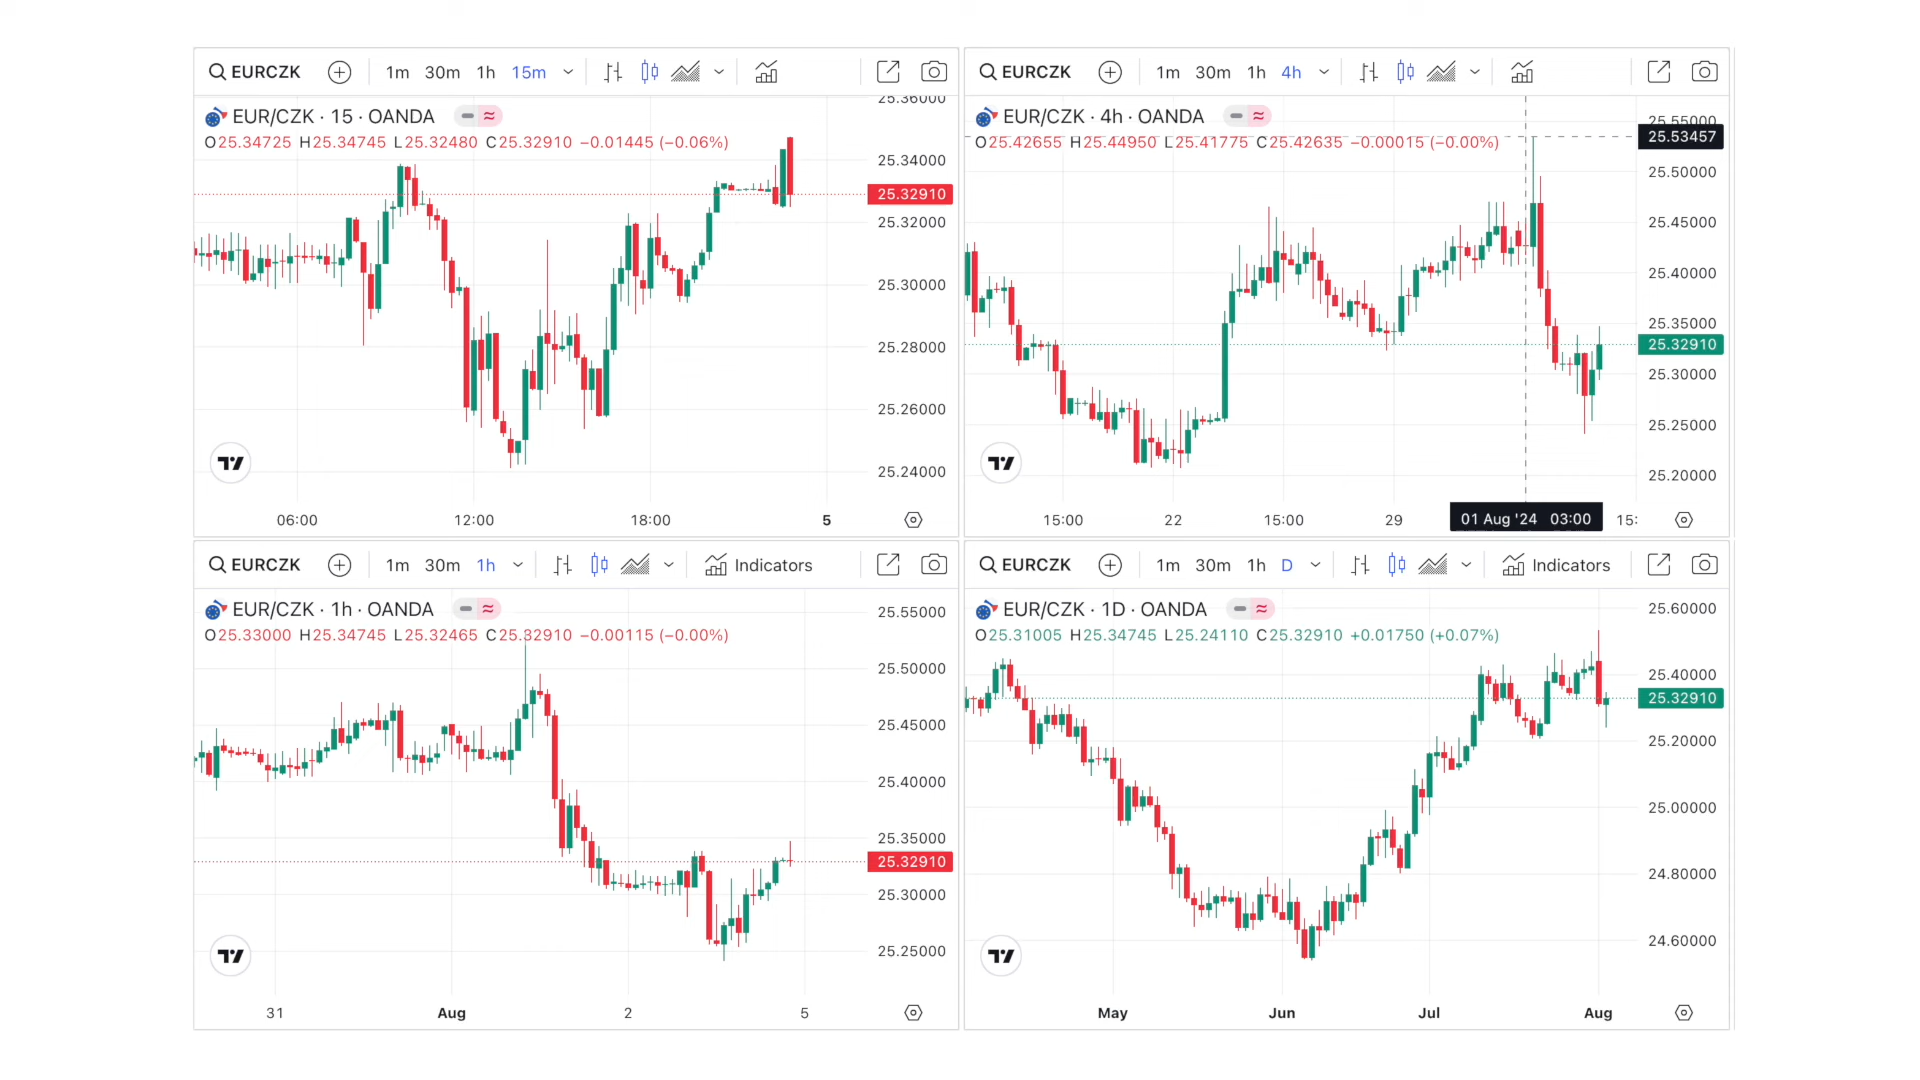 EURCZK 1m 30m 1h 15m
EUR/CZK · 15 · OANDA
O25.34725 H25.34745 L25.32480 C25.32910 −0.01445 (−0.06%)
25.36000
25.34000
25.32910
25.32000
25.30000
25.28000
25.26000
25.24000
06:00 12:00 18:00 5
EURCZK 1m 30m 1h 4h
EUR/CZK · 4h · OANDA
O25.42655 H25.44950 L25.41775 C25.42635 −0.00015 (−0.00%)
25.55000
25.53457
25.50000
25.45000
25.40000
25.35000
25.32910
25.30000
25.25000
25.20000
15:00 22 15:00 29 01 Aug '24 03:00 15:
EURCZK 1m 30m 1h Indicators
EUR/CZK · 1h · OANDA
O25.33000 H25.34745 L25.32465 C25.32910 −0.00115 (−0.00%)
25.55000
25.50000
25.45000
25.40000
25.35000
25.32910
25.30000
25.25000
31 Aug 2 5
EURCZK 1m 30m 1h D Indicators
EUR/CZK · 1D · OANDA
O25.31005 H25.34745 L25.24110 C25.32910 +0.01750 (+0.07%)
25.60000
25.40000
25.32910
25.20000
25.00000
24.80000
24.60000
May Jun Jul Aug